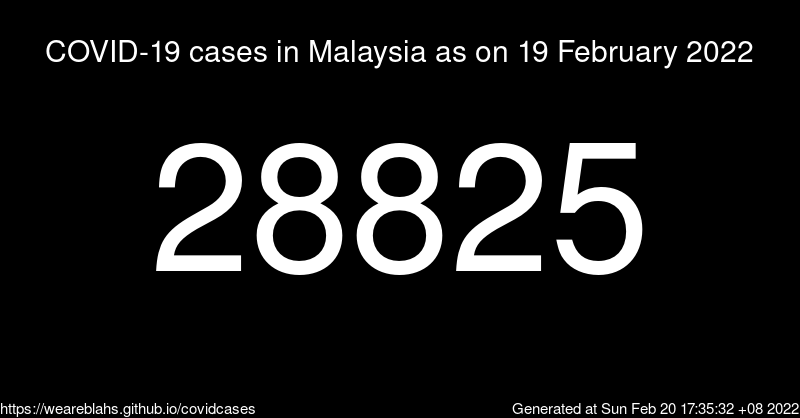 COVID-19 cases in Malaysia as on 19 February 2022
28825
https://weareblahs.github.io/covidcases
Generated at Sun Feb 20 17:35:32 +08 2022